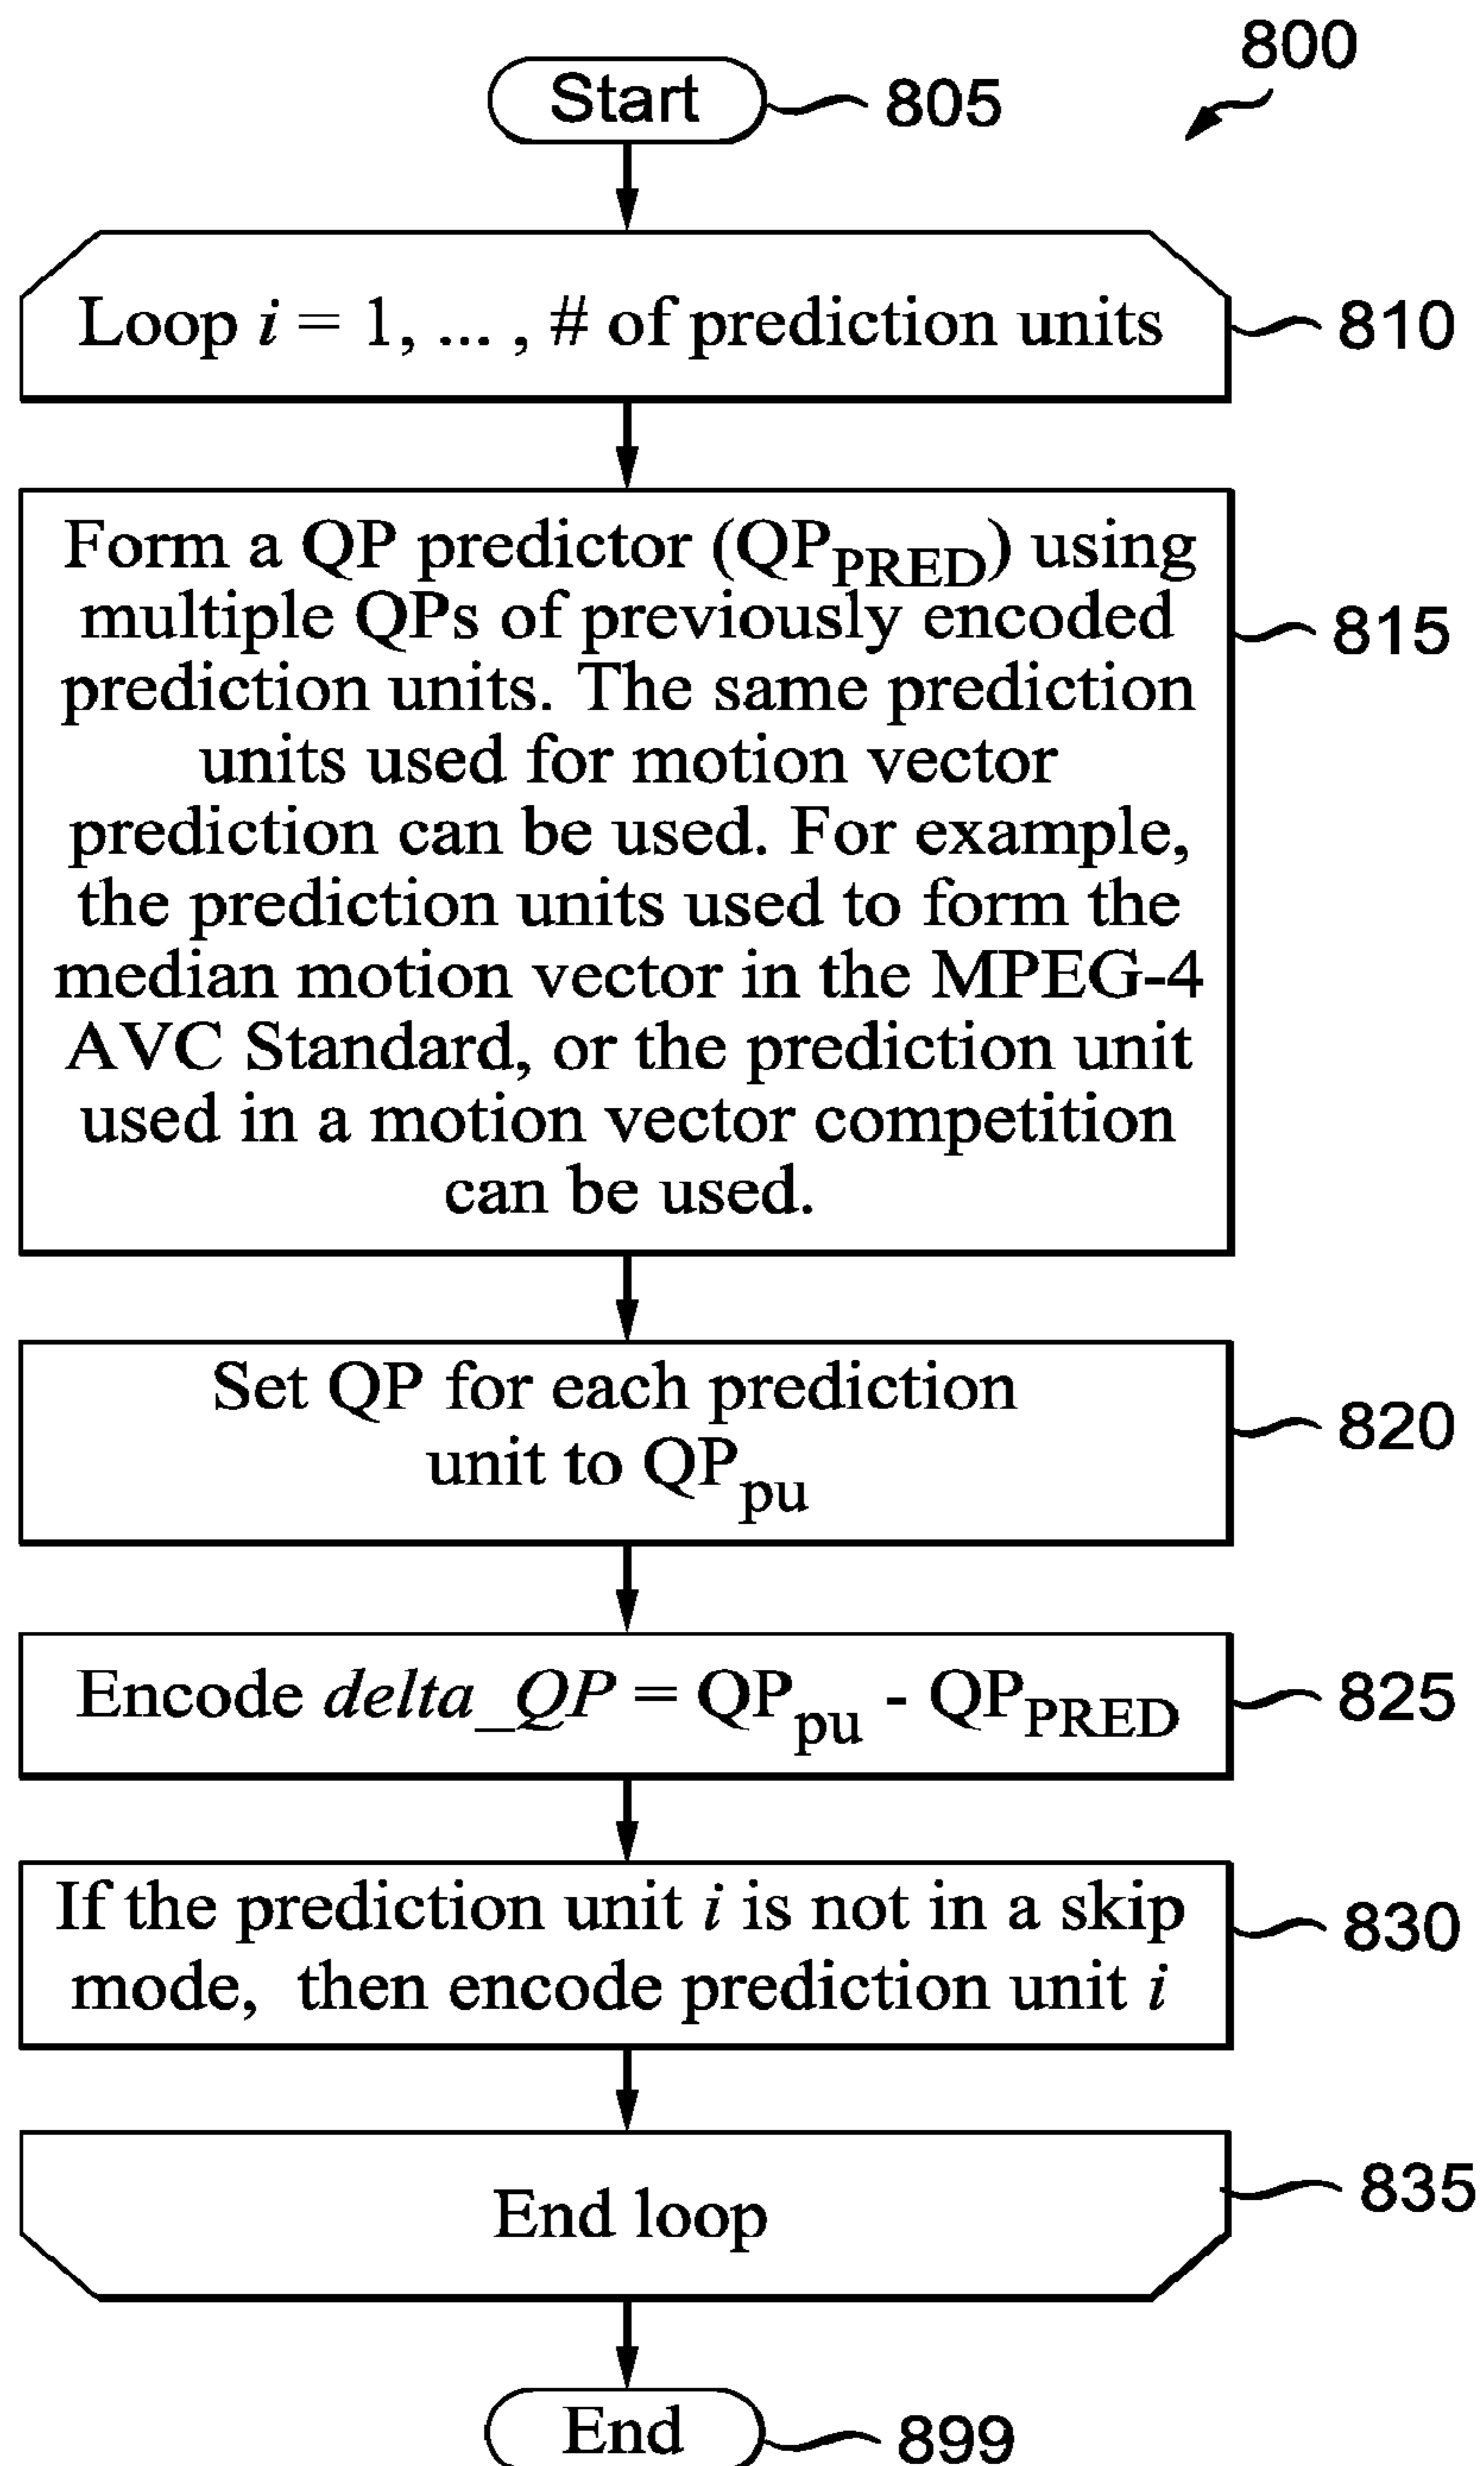 800
Start
805
Loop i = 1, ... , # of prediction units
810
Form a QP predictor (QPPRED) using
multiple QPs of previously encoded
prediction units. The same prediction
units used for motion vector
prediction can be used. For example,
the prediction units used to form the
median motion vector in the MPEG-4
AVC Standard, or the prediction unit
used in a motion vector competition
can be used.
815
Set QP for each prediction
unit to QPpu
820
Encode delta_QP = QPpu - QPPRED
825
If the prediction unit i is not in a skip
mode, then encode prediction unit i
830
End loop
835
End
899